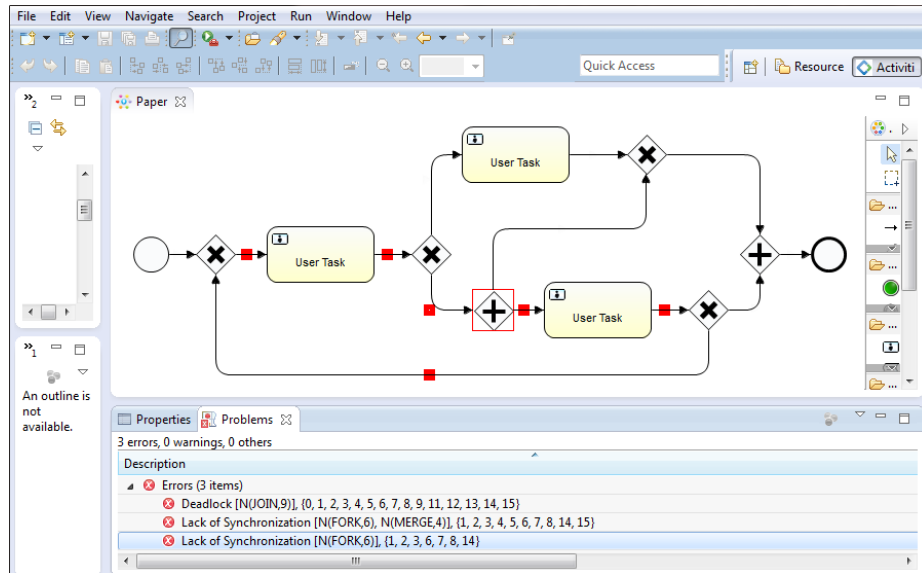 File Edit View Navigate Search Project Run Window Help
Quick Access
Resource
Activiti
»2
Paper
User Task
User Task
User Task
...
...
...
...
»1
An outline is
not
available.
Properties
Problems
3 errors, 0 warnings, 0 others
Description
Errors (3 items)
Deadlock [N(JOIN,9)], {0, 1, 2, 3, 4, 5, 6, 7, 8, 9, 11, 12, 13, 14, 15}
Lack of Synchronization [N(FORK,6), N(MERGE,4)], {1, 2, 3, 4, 5, 6, 7, 8, 14, 15}
Lack of Synchronization [N(FORK,6)], {1, 2, 3, 6, 7, 8, 14}